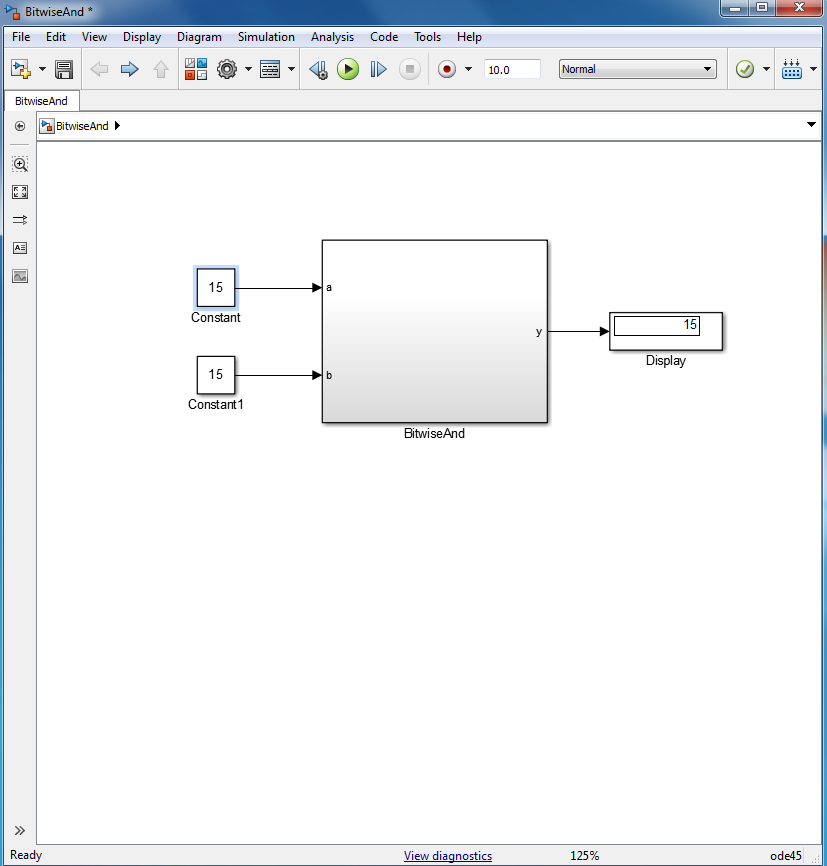 BitwiseAnd *
File Edit View Display Diagram Simulation Analysis Code Tools Help
10.0 Normal
BitwiseAnd
BitwiseAnd
15
a
Constant
15
y
Display
15
b
Constant1
BitwiseAnd
Ready View diagnostics 125% ode45